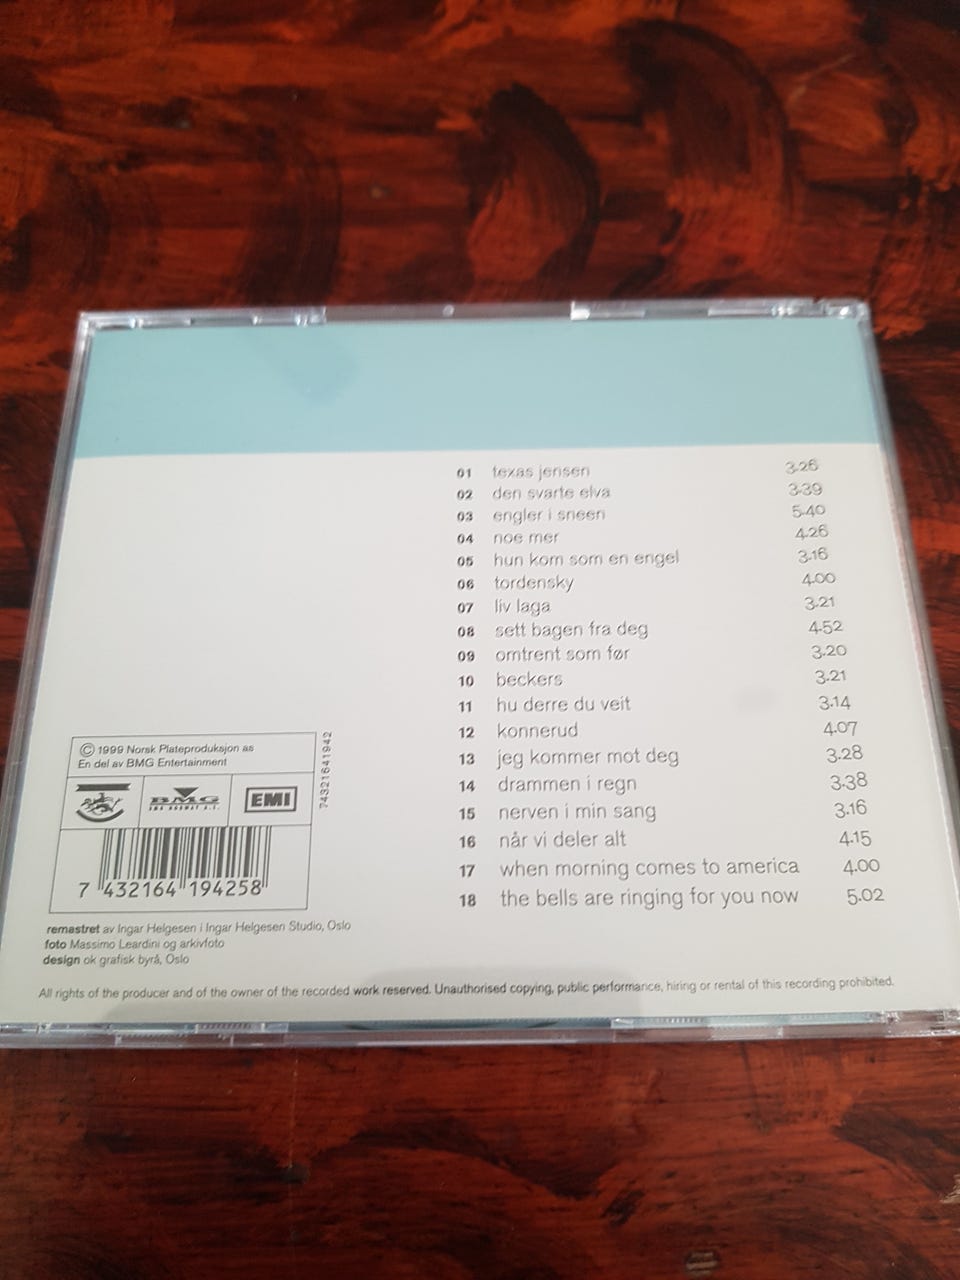 01 texas jensen 3.26
02 den svarte elva 3.39
03 engler i sneen 5.40
04 noe mer 4.26
05 hun kom som en engel 3.16
06 tordensky 4.00
07 liv laga 3.21
08 sett bagen fra deg 4.52
09 omtrent som før 3.20
10 beckers 3.21
11 hu derre du veit 3.14
12 konnerud 4.07
13 jeg kommer mot deg 3.28
14 drammen i regn 3.38
15 nerven i min sang 3.16
16 når vi deler alt 4.15
17 when morning comes to america 4.00
18 the bells are ringing for you now 5.02
© 1999 Norsk Plateproduksjon as
En del av BMG Entertainment
74321641942
BMG
BMG NORWAY A.S.
EMI
7 432164 194258
remastret av Ingar Helgesen i Ingar Helgesen Studio, Oslo
foto Massimo Leardini og arkivfoto
design ok grafisk byrå, Oslo
All rights of the producer and of the owner of the recorded work reserved. Unauthorised copying, public performance, hiring or rental of this recording prohibited.